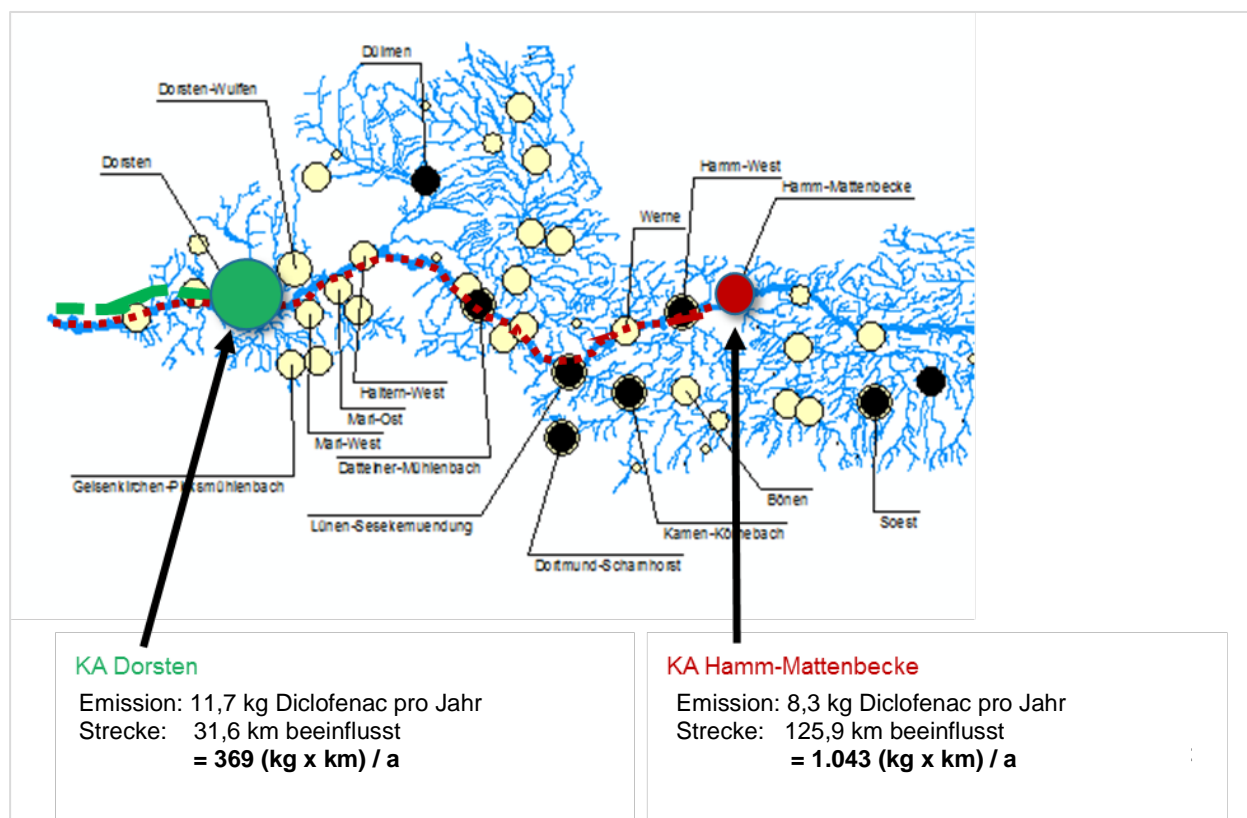 Dülmen
Dorsten-Wulfen
Dorsten
Hamm-West
Hamm-Mattenbecke
Werne
Haltern-West
Marl-Ost
Marl-West
Datteiner-Mühlenbach
Gelsenkirchen-Picksmühlenbach
Bönen
Lünen-Sesekemuendung
Soest
Kamen-Körnebach
Dortmund-Scharnhorst
KA Dorsten
Emission: 11,7 kg Diclofenac pro Jahr
Strecke: 31,6 km beeinflusst
= 369 (kg x km) / a
KA Hamm-Mattenbecke
Emission: 8,3 kg Diclofenac pro Jahr
Strecke: 125,9 km beeinflusst
= 1.043 (kg x km) / a